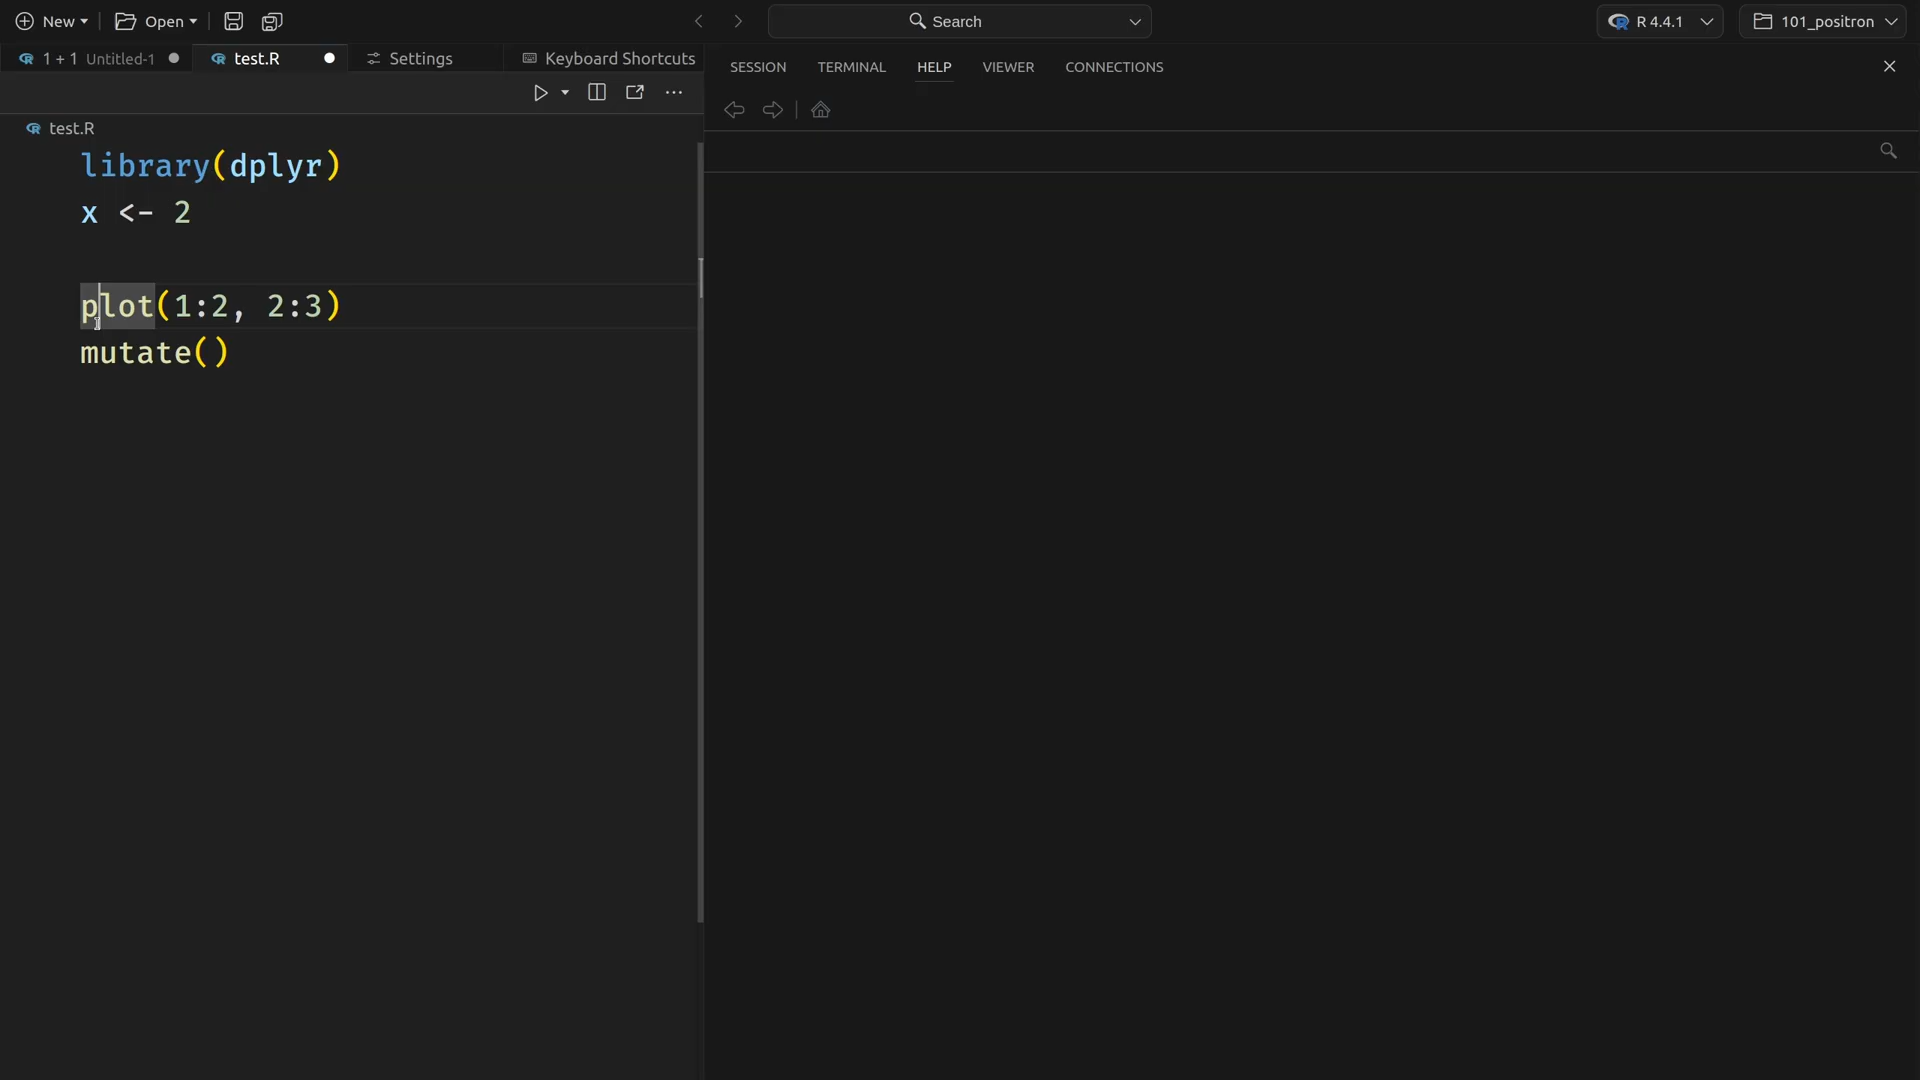 New Open Search R 4.4.1 101_positron
1 + 1 Untitled-1 test.R Settings Keyboard Shortcuts
SESSION TERMINAL HELP VIEWER CONNECTIONS
test.R
library(dplyr)
x <- 2
plot(1:2, 2:3)
mutate()